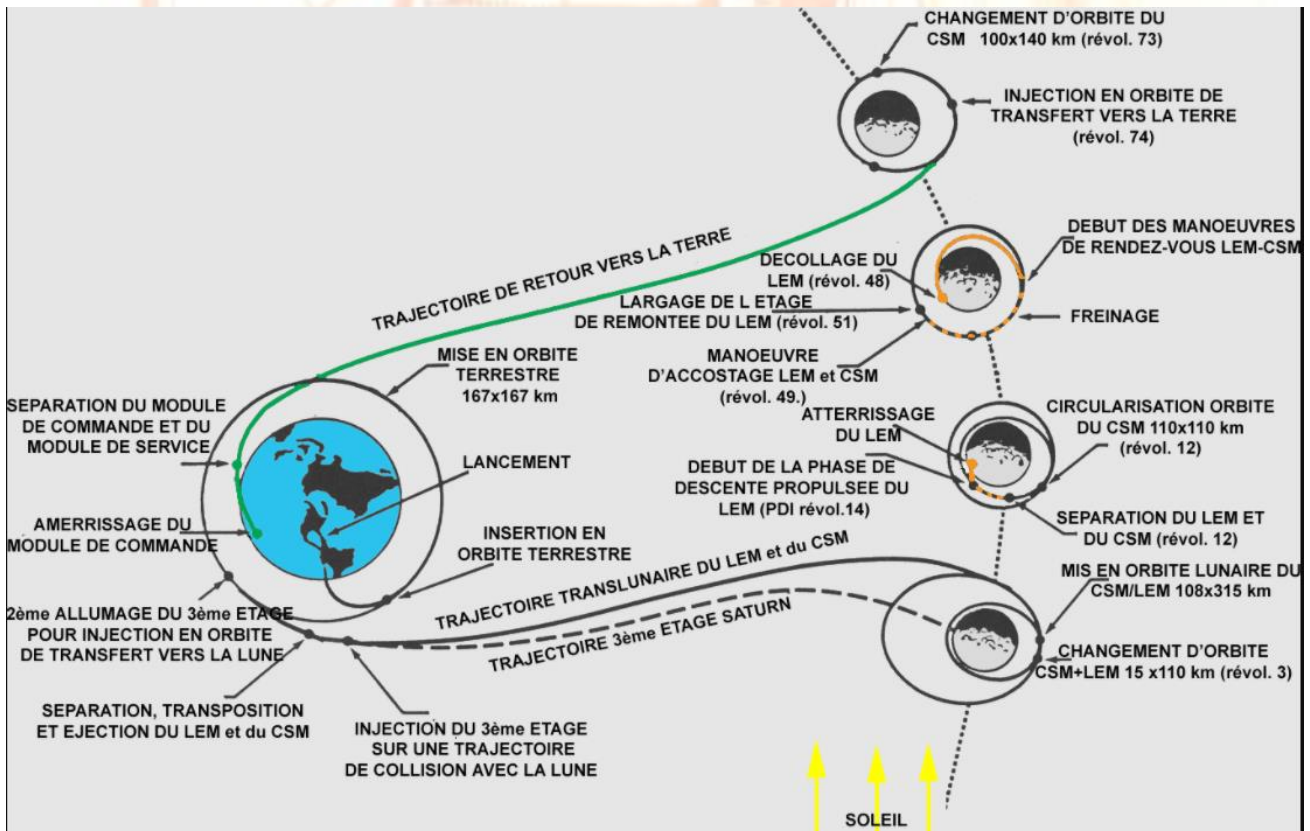 CHANGEMENT D'ORBITE DU
CSM 100x140 km (révol. 73)
INJECTION EN ORBITE DE
TRANSFERT VERS LA TERRE
(révol. 74)
TRAJECTOIRE DE RETOUR VERS LA TERRE
DEBUT DES MANOEUVRES
DE RENDEZ-VOUS LEM-CSM
DECOLLAGE DU
LEM (révol. 48)
LARGAGE DE L ETAGE
DE REMONTEE DU LEM (révol. 51)
FREINAGE
MANOEUVRE
D'ACCOSTAGE LEM et CSM
(révol. 49.)
MISE EN ORBITE
TERRESTRE
167x167 km
SEPARATION DU MODULE
DE COMMANDE ET DU
MODULE DE SERVICE
LANCEMENT
ATTERRISSAGE
DU LEM
CIRCULARISATION ORBITE
DU CSM 110x110 km
(révol. 12)
DEBUT DE LA PHASE DE
DESCENTE PROPULSEE DU
LEM (PDI révol.14)
AMERRISSAGE DU
MODULE DE COMMANDE
INSERTION EN
ORBITE TERRESTRE
SEPARATION DU LEM ET
DU CSM (révol. 12)
TRAJECTOIRE TRANSLUNAIRE DU LEM et du CSM
TRAJECTOIRE 3ème ETAGE SATURN
MIS EN ORBITE LUNAIRE DU
CSM/LEM 108x315 km
2ème ALLUMAGE DU 3ème ETAGE
POUR INJECTION EN ORBITE
DE TRANSFERT VERS LA LUNE
CHANGEMENT D'ORBITE
CSM+LEM 15 x110 km (révol. 3)
SEPARATION, TRANSPOSITION
ET EJECTION DU LEM et du CSM
INJECTION DU 3ème ETAGE
SUR UNE TRAJECTOIRE
DE COLLISION AVEC LA LUNE
SOLEIL